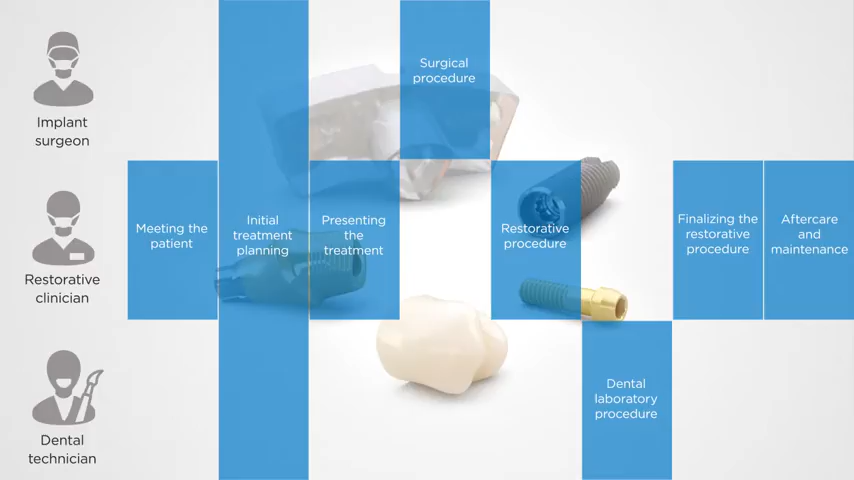 Surgical
procedure
Implant
surgeon
Meeting the
patient
Initial
treatment
planning
Presenting
the
treatment
Restorative
procedure
Finalizing the
restorative
procedure
Aftercare
and
maintenance
Restorative
clinician
Dental
laboratory
procedure
Dental
technician